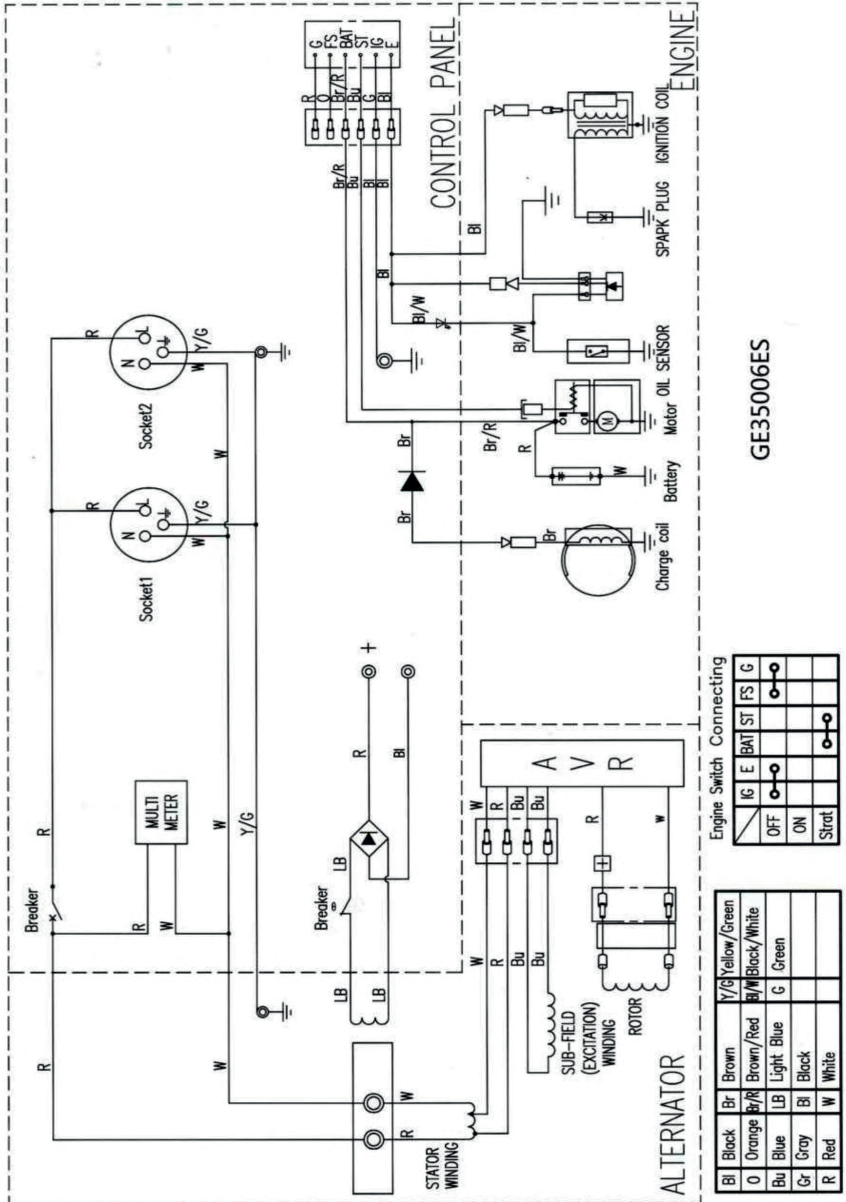 CONTROL PANEL
G
FS
BAT
ST
IG
E
R
O
Br/R
Bu
G
Bl
Br/R
Bu
Bl
Bl
R
R
L
N
Y/G
W
Socket2
W
R
L
N
Y/G
W
Socket1
R
Breaker
MULTI
METER
R
W
W
Y/G
+
R
Bl
LB
Breaker
θ
LB
LB
R
W
R
W
STATOR
WINDING
ALTERNATOR
W
R
Bu
Bu
W
R
Bu
Bu
A V R
R
W
+
SUB-FIELD
(EXCITATION)
WINDING
ROTOR
ENGINE
Bl
Bl
Bl/W
Bl/W
Br
Br
Br/R
R
W
Br
M
IGNITION COIL
SPAPK PLUG
OIL SENSOR
Motor
Battery
Charge coil
GE35006ES
Engine Switch Connecting
IG E BAT ST FS G
OFF
ON
Strat
Bl Black Br Brown Y/G Yellow/Green
O Orange Br/R Brown/Red Bl/W Black/White
Bu Blue LB Light Blue G Green
Gr Gray Bl Black
R Red W White